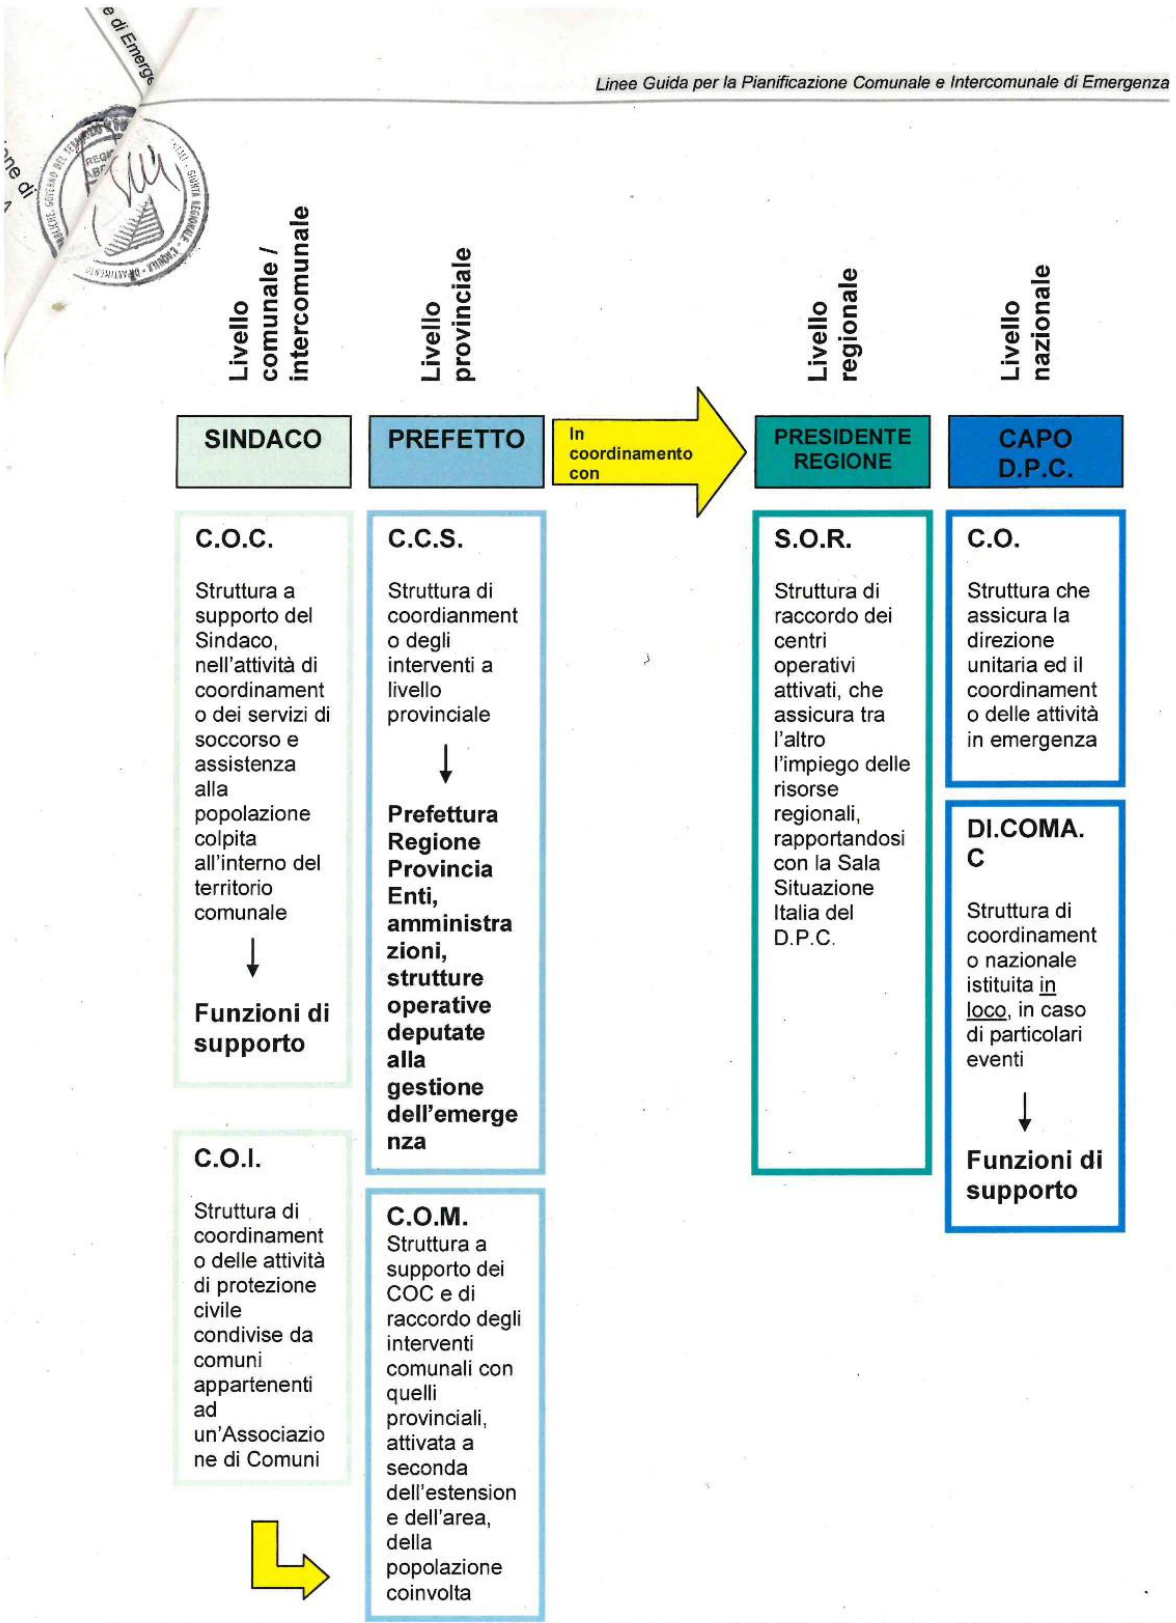 e di Emerge
Linee Guida per la Pianificazione Comunale e Intercomunale di Emergenza
one di
Livello
comunale /
intercomunale
Livello
provinciale
Livello
regionale
Livello
nazionale
SINDACO
PREFETTO
In
coordinamento
con
PRESIDENTE
REGIONE
CAPO
D.P.C.
C.O.C.
Struttura a
supporto del
Sindaco,
nell'attività di
coordinament
o dei servizi di
soccorso e
assistenza
alla
popolazione
colpita
all'interno del
territorio
comunale
Funzioni di
supporto
C.O.I.
Struttura di
coordinament
o delle attività
di protezione
civile
condivise da
comuni
appartenenti
ad
un'Associazio
ne di Comuni
C.C.S.
Struttura di
coordianment
o degli
interventi a
livello
provinciale
Prefettura
Regione
Provincia
Enti,
amministra
zioni,
strutture
operative
deputate
alla
gestione
dell'emerge
nza
C.O.M.
Struttura a
supporto dei
COC e di
raccordo degli
interventi
comunali con
quelli
provinciali,
attivata a
seconda
dell'estension
e dell'area,
della
popolazione
coinvolta
S.O.R.
Struttura di
raccordo dei
centri
operativi
attivati, che
assicura tra
l'altro
l'impiego delle
risorse
regionali,
rapportandosi
con la Sala
Situazione
Italia del
D.P.C.
C.O.
Struttura che
assicura la
direzione
unitaria ed il
coordinament
o delle attività
in emergenza
DI.COMA.
C
Struttura di
coordinament
o nazionale
istituita in
loco, in caso
di particolari
eventi
Funzioni di
supporto